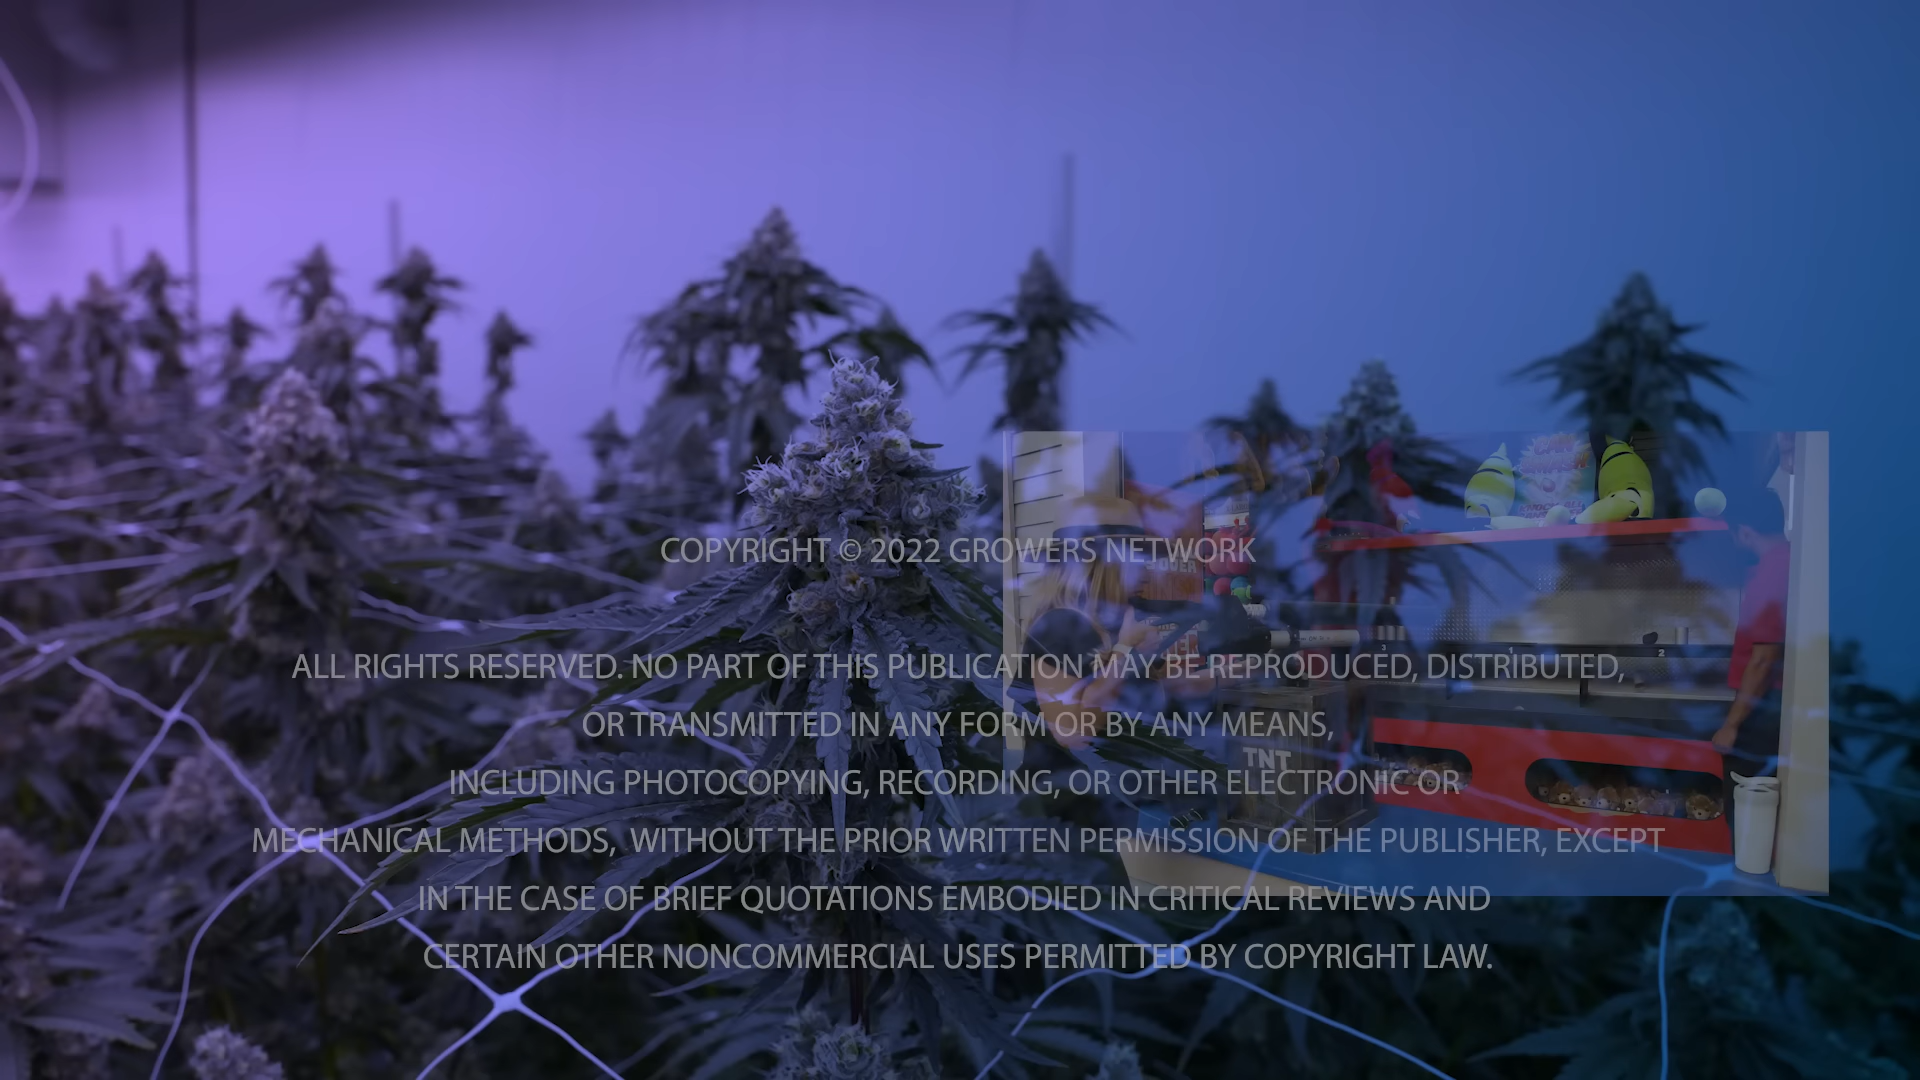 COPYRIGHT © 2022 GROWERS NETWORK
ALL RIGHTS RESERVED. NO PART OF THIS PUBLICATION MAY BE REPRODUCED, DISTRIBUTED,
OR TRANSMITTED IN ANY FORM OR BY ANY MEANS,
INCLUDING PHOTOCOPYING, RECORDING, OR OTHER ELECTRONIC OR
MECHANICAL METHODS, WITHOUT THE PRIOR WRITTEN PERMISSION OF THE PUBLISHER, EXCEPT
IN THE CASE OF BRIEF QUOTATIONS EMBODIED IN CRITICAL REVIEWS AND
CERTAIN OTHER NONCOMMERCIAL USES PERMITTED BY COPYRIGHT LAW.
3
1
2
TNT